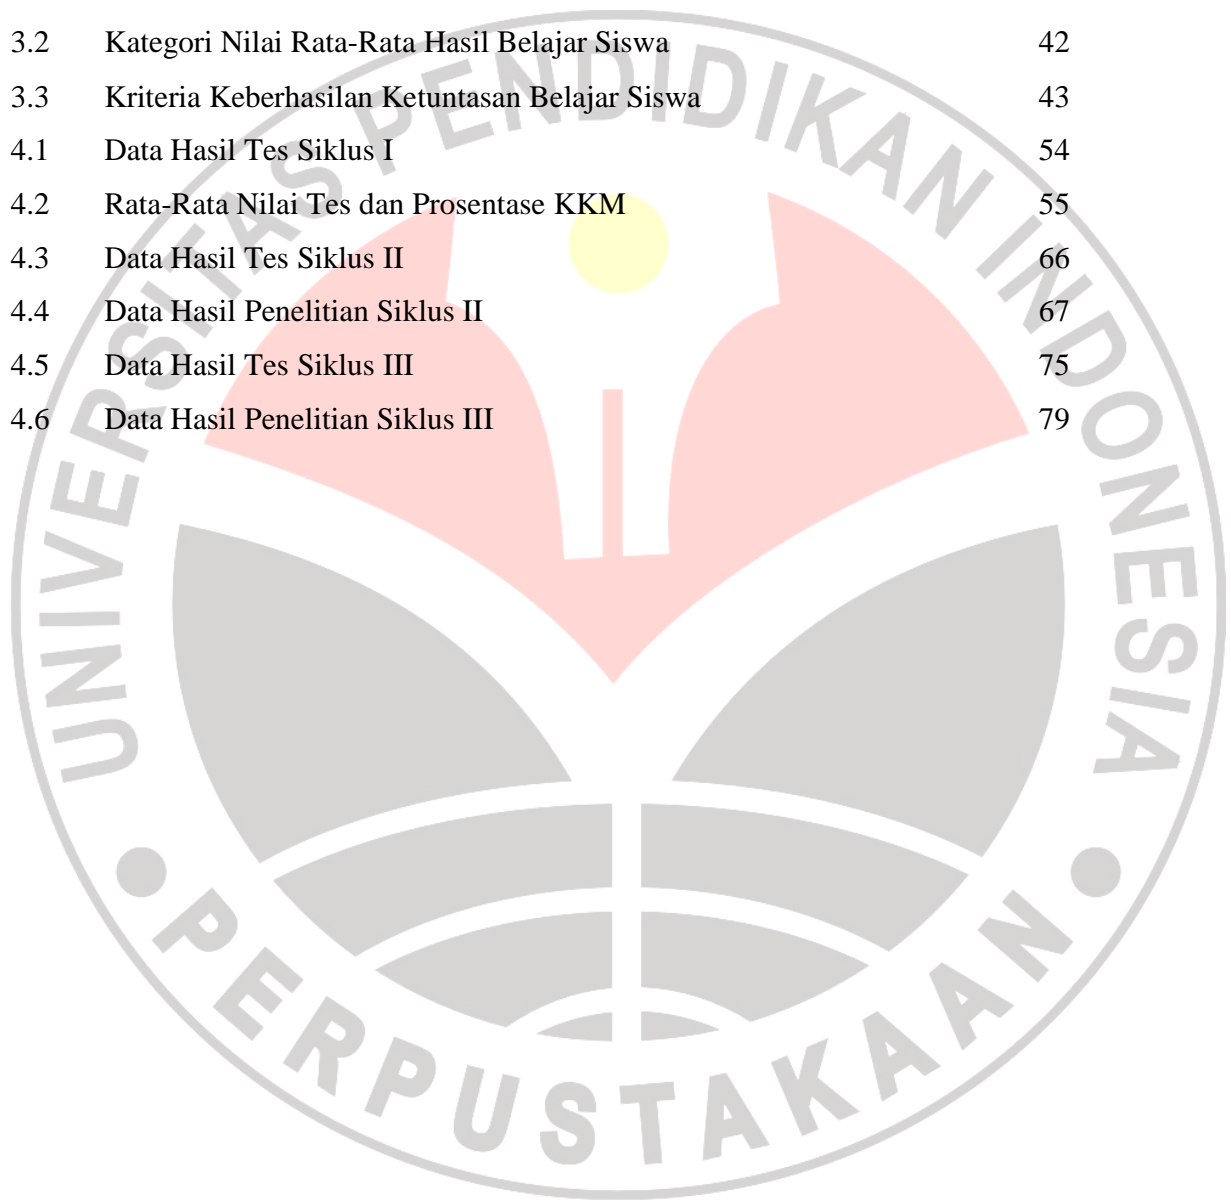 3.2 Kategori Nilai Rata-Rata Hasil Belajar Siswa 42
3.3 Kriteria Keberhasilan Ketuntasan Belajar Siswa 43
4.1 Data Hasil Tes Siklus I 54
4.2 Rata-Rata Nilai Tes dan Prosentase KKM 55
4.3 Data Hasil Tes Siklus II 66
4.4 Data Hasil Penelitian Siklus II 67
4.5 Data Hasil Tes Siklus III 75
4.6 Data Hasil Penelitian Siklus III 79
UNIVERSITAS PENDIDIKAN INDONESIA
PERPUSTAKAAN